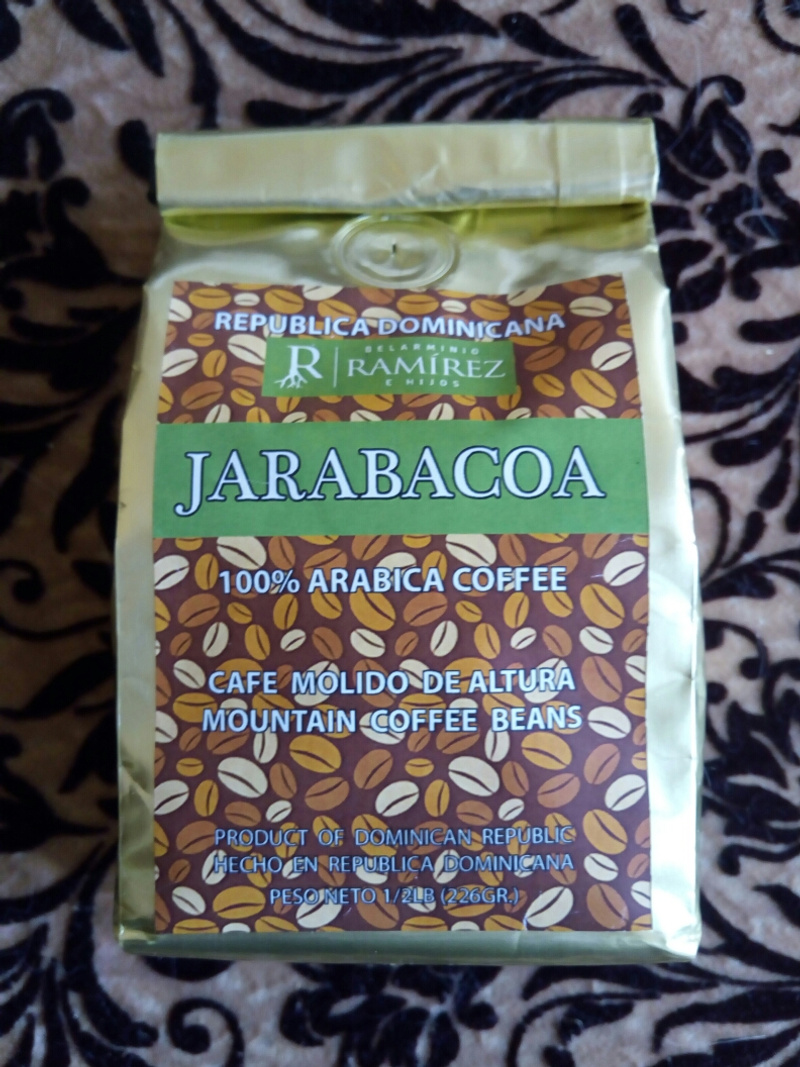 REPUBLICA DOMINICANA
R
BELARMINIO
RAMÍREZ
E HIJOS
JARABACOA
100% ARABICA COFFEE
CAFE MOLIDO DE ALTURA
MOUNTAIN COFFEE BEANS
PRODUCT OF DOMINICAN REPUBLIC
HECHO EN REPUBLICA DOMINICANA
PESO NETO 1/2LB (226GR.)